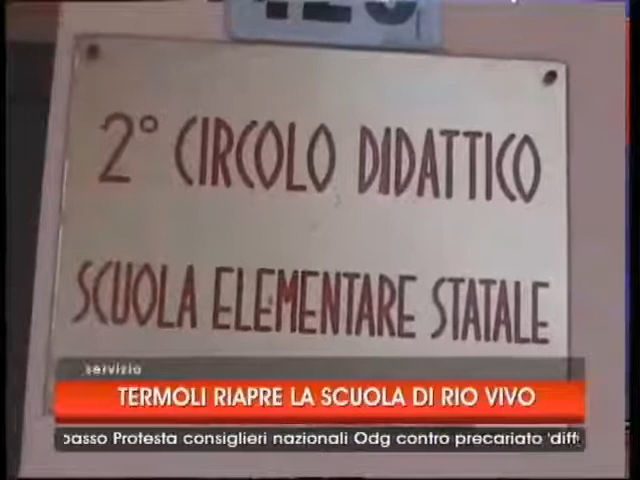 2° CIRCOLO DIDATTICO
SCUOLA ELEMENTARE STATALE
servizio
TERMOLI RIAPRE LA SCUOLA DI RIO VIVO
Protesta consiglieri nazionali Odg contro precariato